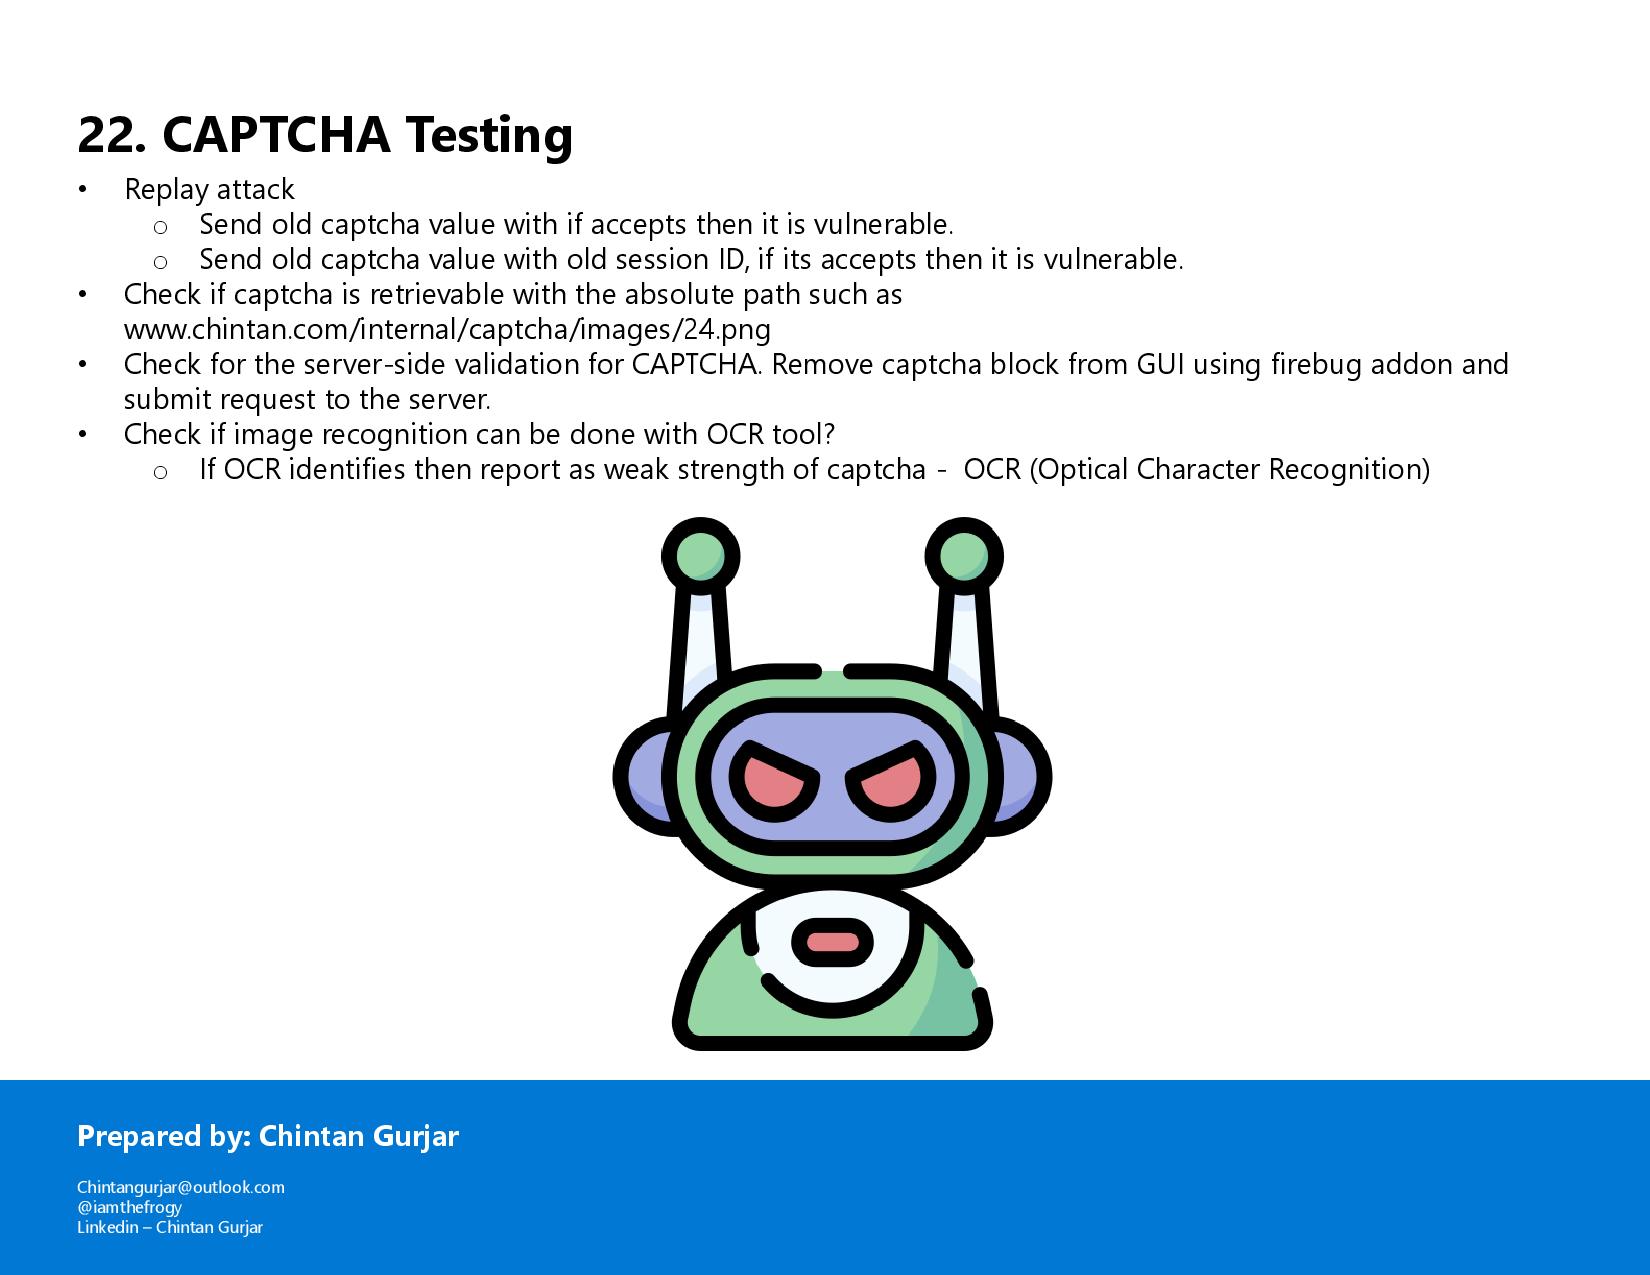 22. CAPTCHA Testing
• Replay attack
o Send old captcha value with if accepts then it is vulnerable.
o Send old captcha value with old session ID, if its accepts then it is vulnerable.
• Check if captcha is retrievable with the absolute path such as
www.chintan.com/internal/captcha/images/24.png
• Check for the server-side validation for CAPTCHA. Remove captcha block from GUI using firebug addon and
submit request to the server.
• Check if image recognition can be done with OCR tool?
o If OCR identifies then report as weak strength of captcha - OCR (Optical Character Recognition)
Prepared by: Chintan Gurjar
Chintangurjar@outlook.com
@iamthefrogy
Linkedin – Chintan Gurjar